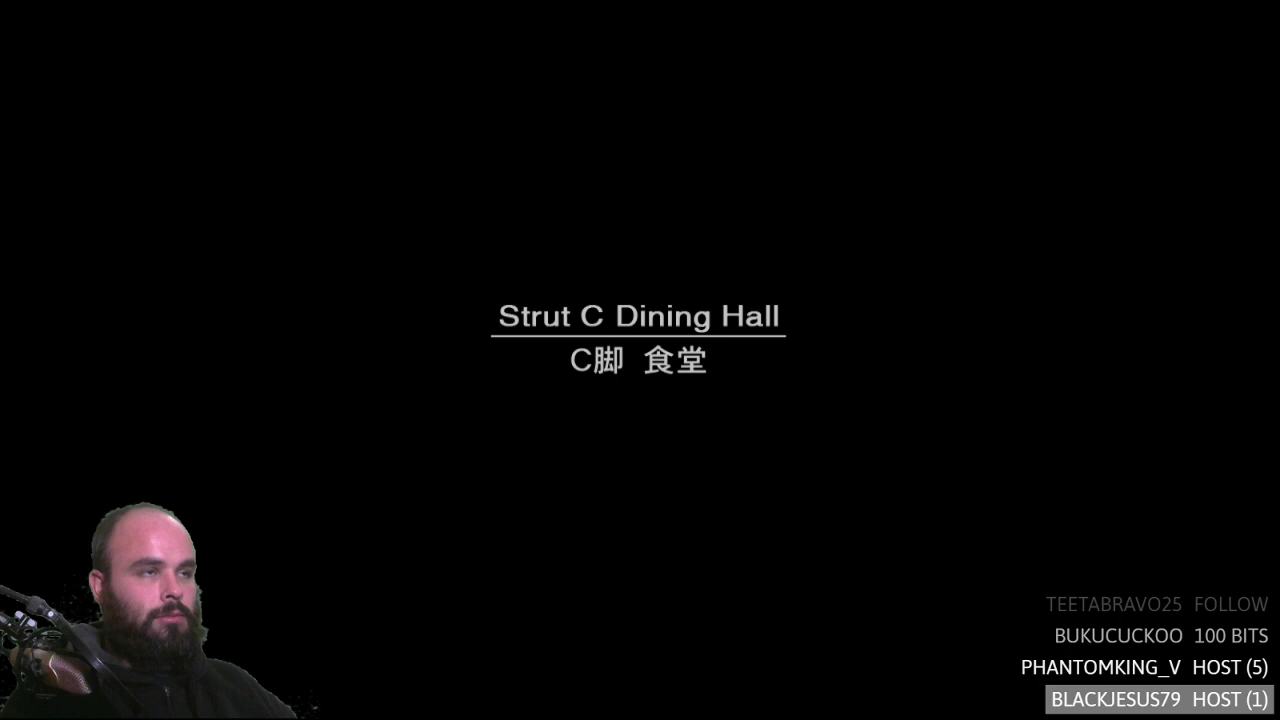 Strut C Dining Hall
C脚 食堂
TEETABRAVO25 FOLLOW
BUKUCUCKOO 100 BITS
PHANTOMKING_V HOST (5)
BLACKJESUS79 HOST (1)